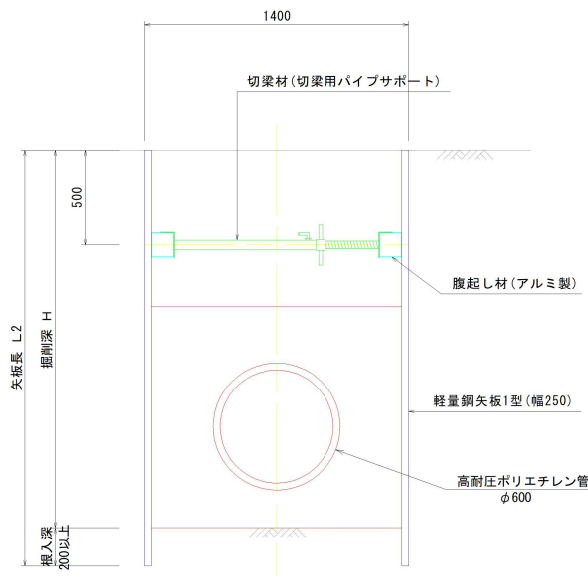 1400
切梁材(切梁用パイプサポート)
500
腹起し材(アルミ製)
矢板長 L2
掘削深 H
軽量鋼矢板1型(幅250)
高耐圧ポリエチレン管
φ600
根入深
200以上